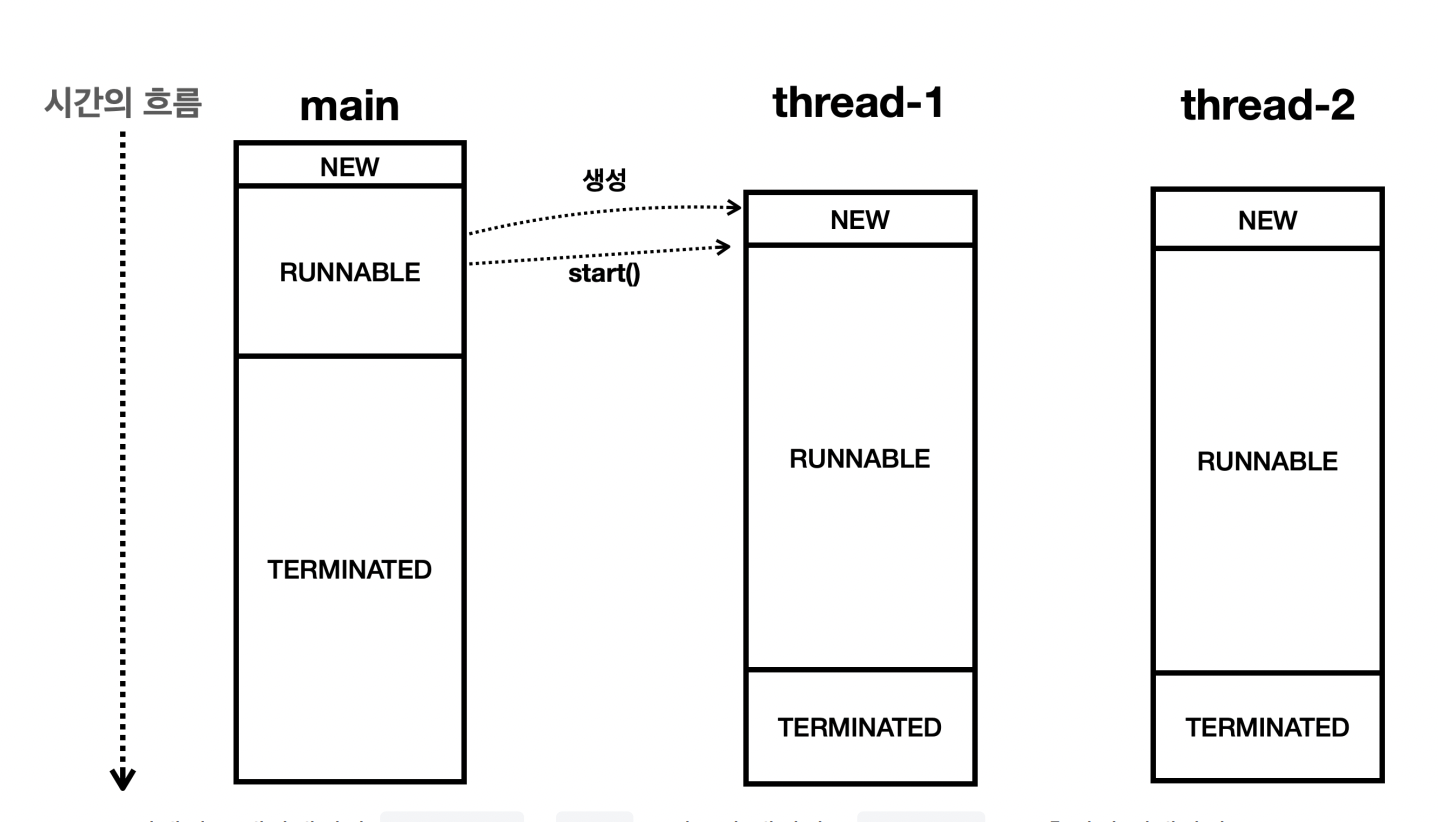 시간의 흐름
main
thread-1
thread-2
NEW
생성
NEW
NEW
RUNNABLE
start()
RUNNABLE
RUNNABLE
TERMINATED
TERMINATED
TERMINATED